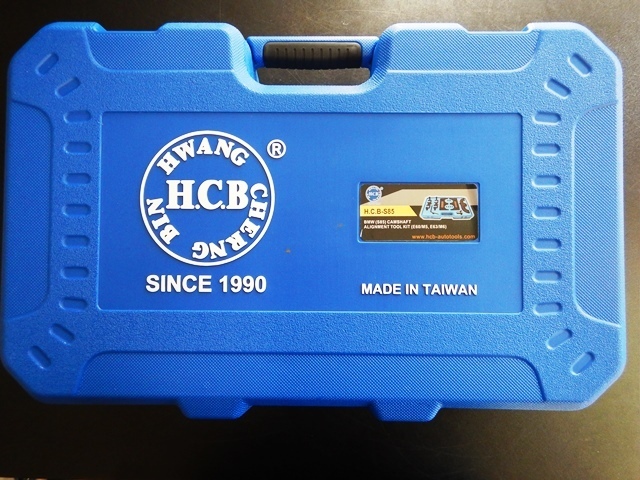 HWANG
CHERNG
BIN
H.C.B
®
SINCE 1990
H.C.B-S85
BMW (S85) CAMSHAFT
ALIGNMENT TOOL KIT (E60/M5, E63/M6)
www.hcb-autotools.com
MADE IN TAIWAN